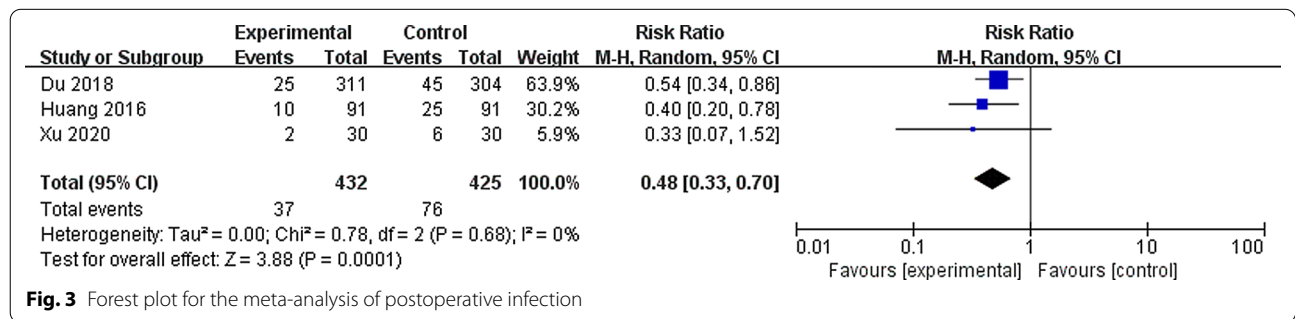 Experimental Control Risk Ratio Risk Ratio
Study or Subgroup Events Total Events Total Weight M-H, Random, 95% CI M-H, Random, 95% CI
Du 2018 25 311 45 304 63.9% 0.54 [0.34, 0.86]
Huang 2016 10 91 25 91 30.2% 0.40 [0.20, 0.78]
Xu 2020 2 30 6 30 5.9% 0.33 [0.07, 1.52]
Total (95% CI) 432 425 100.0% 0.48 [0.33, 0.70]
Total events 37 76
Heterogeneity: Tau² = 0.00; Chi² = 0.78, df = 2 (P = 0.68); I² = 0%
Test for overall effect: Z = 3.88 (P = 0.0001)
0.01 0.1 1 10 100
Favours [experimental] Favours [control]
Fig. 3 Forest plot for the meta-analysis of postoperative infection